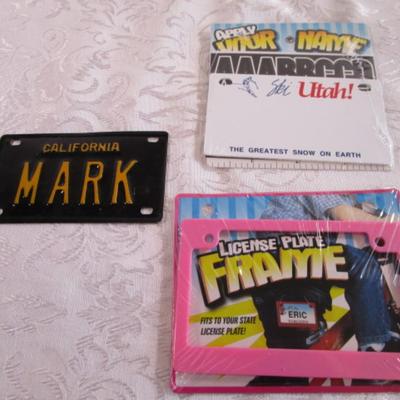 APPLY
YOUR NAME
AAABBCC
Ski Utah!
THE GREATEST SNOW ON EARTH
CALIFORNIA
MARK
LICENSE PLATE
FRAME
FITS TO YOUR STATE
LICENSE PLATE!
ERIC